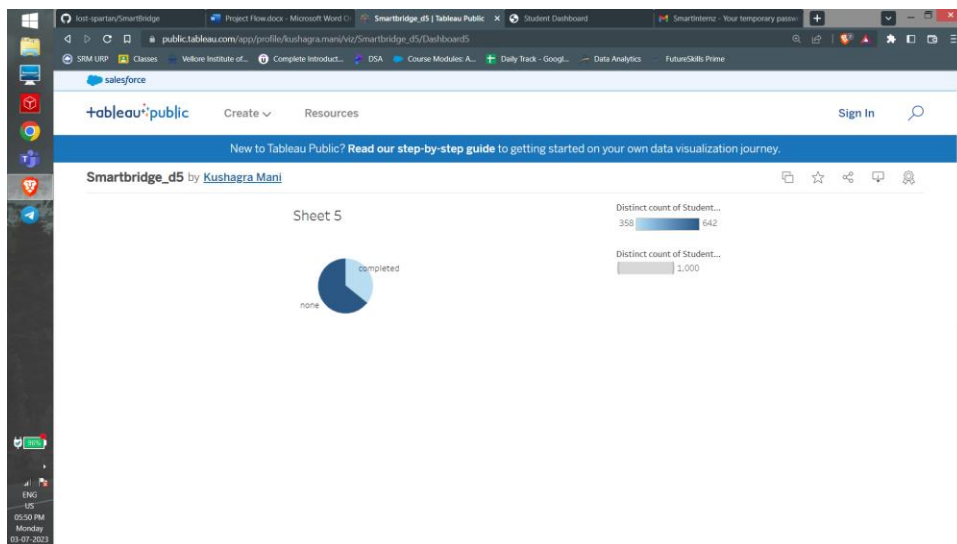 lost-spartan/SmartBridge
Project Flow.docx - Microsoft Word O
Smartbridge_d5 | Tableau Public
Student Dashboard
SmartInternz - Your temporary passw
public.tableau.com/app/profile/kushagra.mani/viz/Smartbridge_d5/Dashboard5
SRM URP
Classes
Vellore Institute of...
Complete Introduct...
DSA
Course Modules: A...
Daily Track - Googl...
Data Analytics
FutureSkills Prime
salesforce
+ableau public
Create
Resources
Sign In
New to Tableau Public? Read our step-by-step guide to getting started on your own data visualization journey.
Smartbridge_d5 by Kushagra Mani
Sheet 5
completed
none
Distinct count of Student...
358 642
Distinct count of Student...
1,000
96%
ENG
US
05:50 PM
Monday
03-07-2023